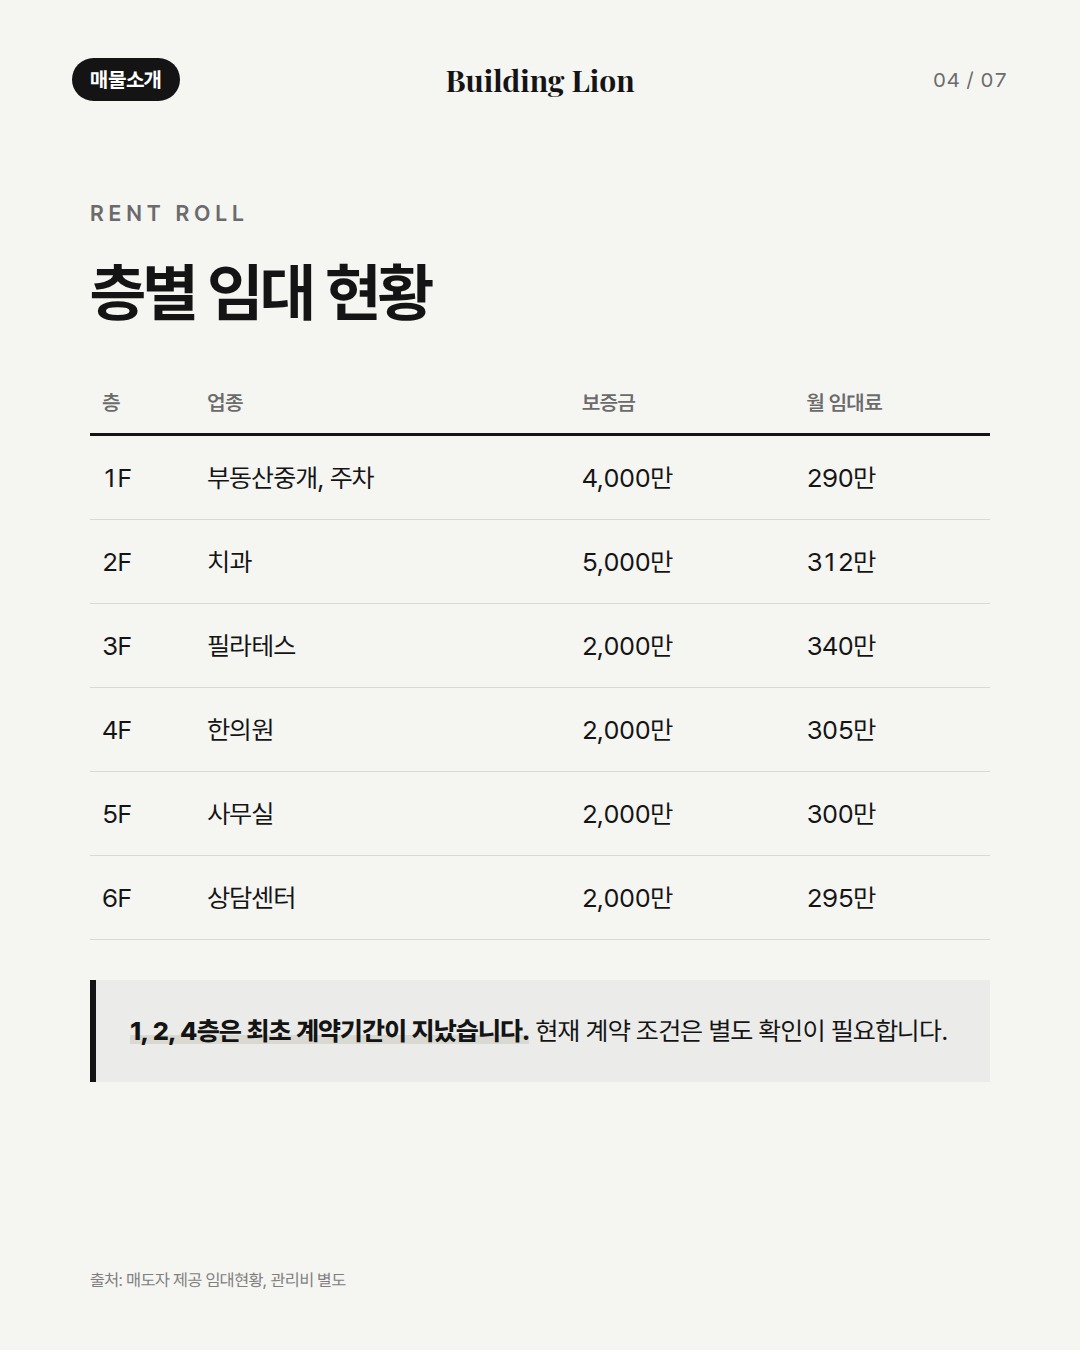 매물소개
Building Lion
04 / 07
RENT ROLL
층별 임대 현황
층 업종 보증금 월 임대료
1F 부동산중개, 주차 4,000만 290만
2F 치과 5,000만 312만
3F 필라테스 2,000만 340만
4F 한의원 2,000만 305만
5F 사무실 2,000만 300만
6F 상담센터 2,000만 295만
1, 2, 4층은 최초 계약기간이 지났습니다. 현재 계약 조건은 별도 확인이 필요합니다.
출처: 매도자 제공 임대현황, 관리비 별도